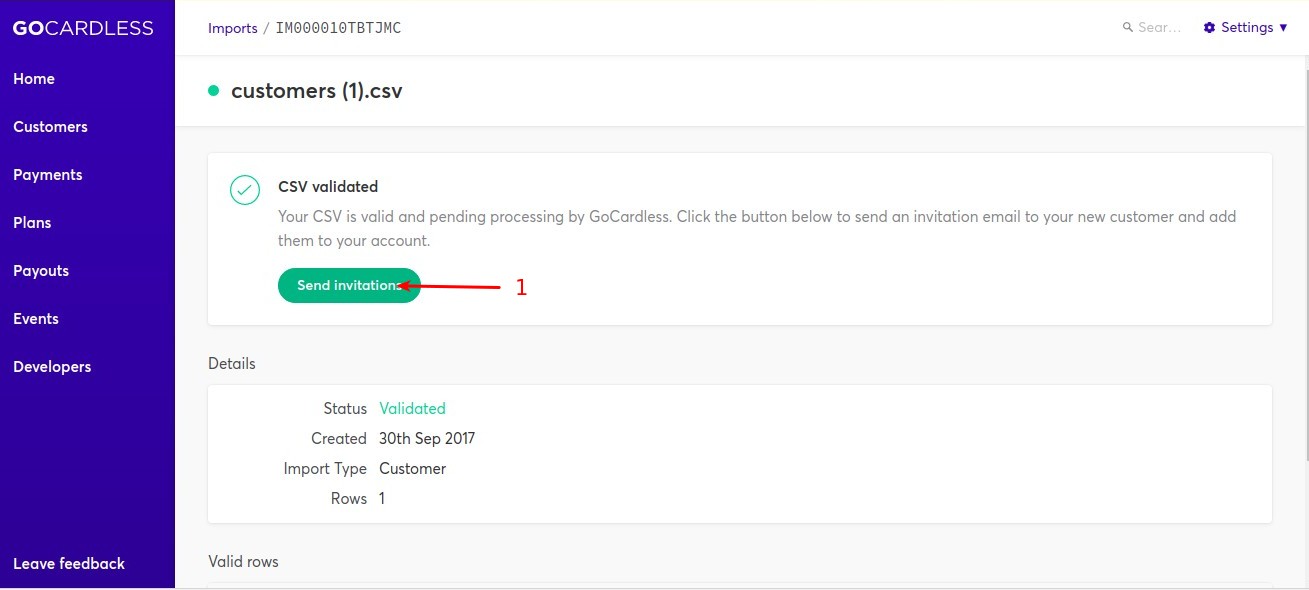 GOCARDLESS
Imports / IM000010TBTJMC
Sear...
Settings ▼
Home
Customers
Payments
Plans
Payouts
Events
Developers
Leave feedback
customers (1).csv
CSV validated
Your CSV is valid and pending processing by GoCardless. Click the button below to send an invitation email to your new customer and add
them to your account.
Send invitations
1
Details
Status Validated
Created 30th Sep 2017
Import Type Customer
Rows 1
Valid rows